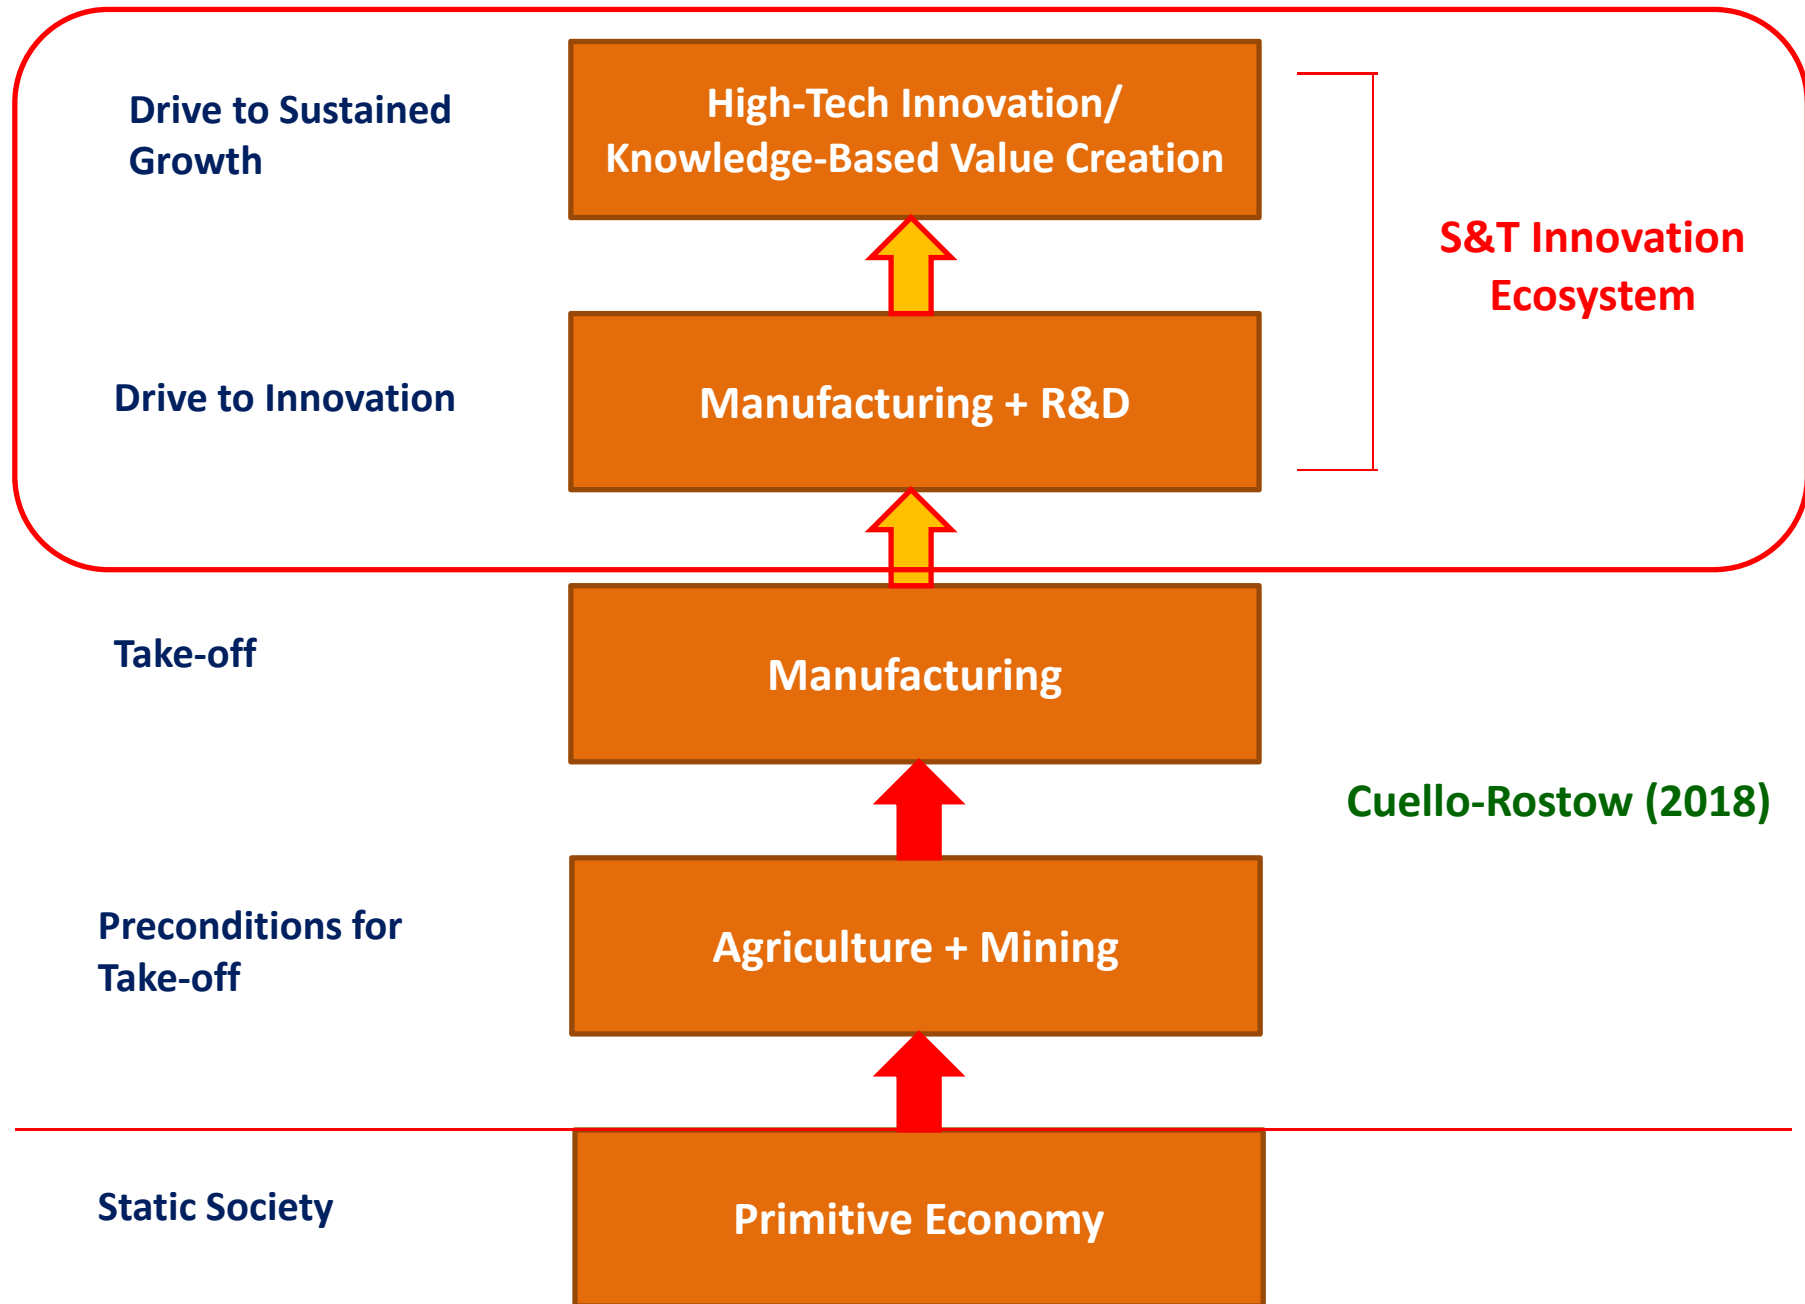 Drive to Sustained
Growth
High-Tech Innovation/
Knowledge-Based Value Creation
S&T Innovation
Ecosystem
Drive to Innovation
Manufacturing + R&D
Take-off
Manufacturing
Cuello-Rostow (2018)
Preconditions for
Take-off
Agriculture + Mining
Static Society
Primitive Economy